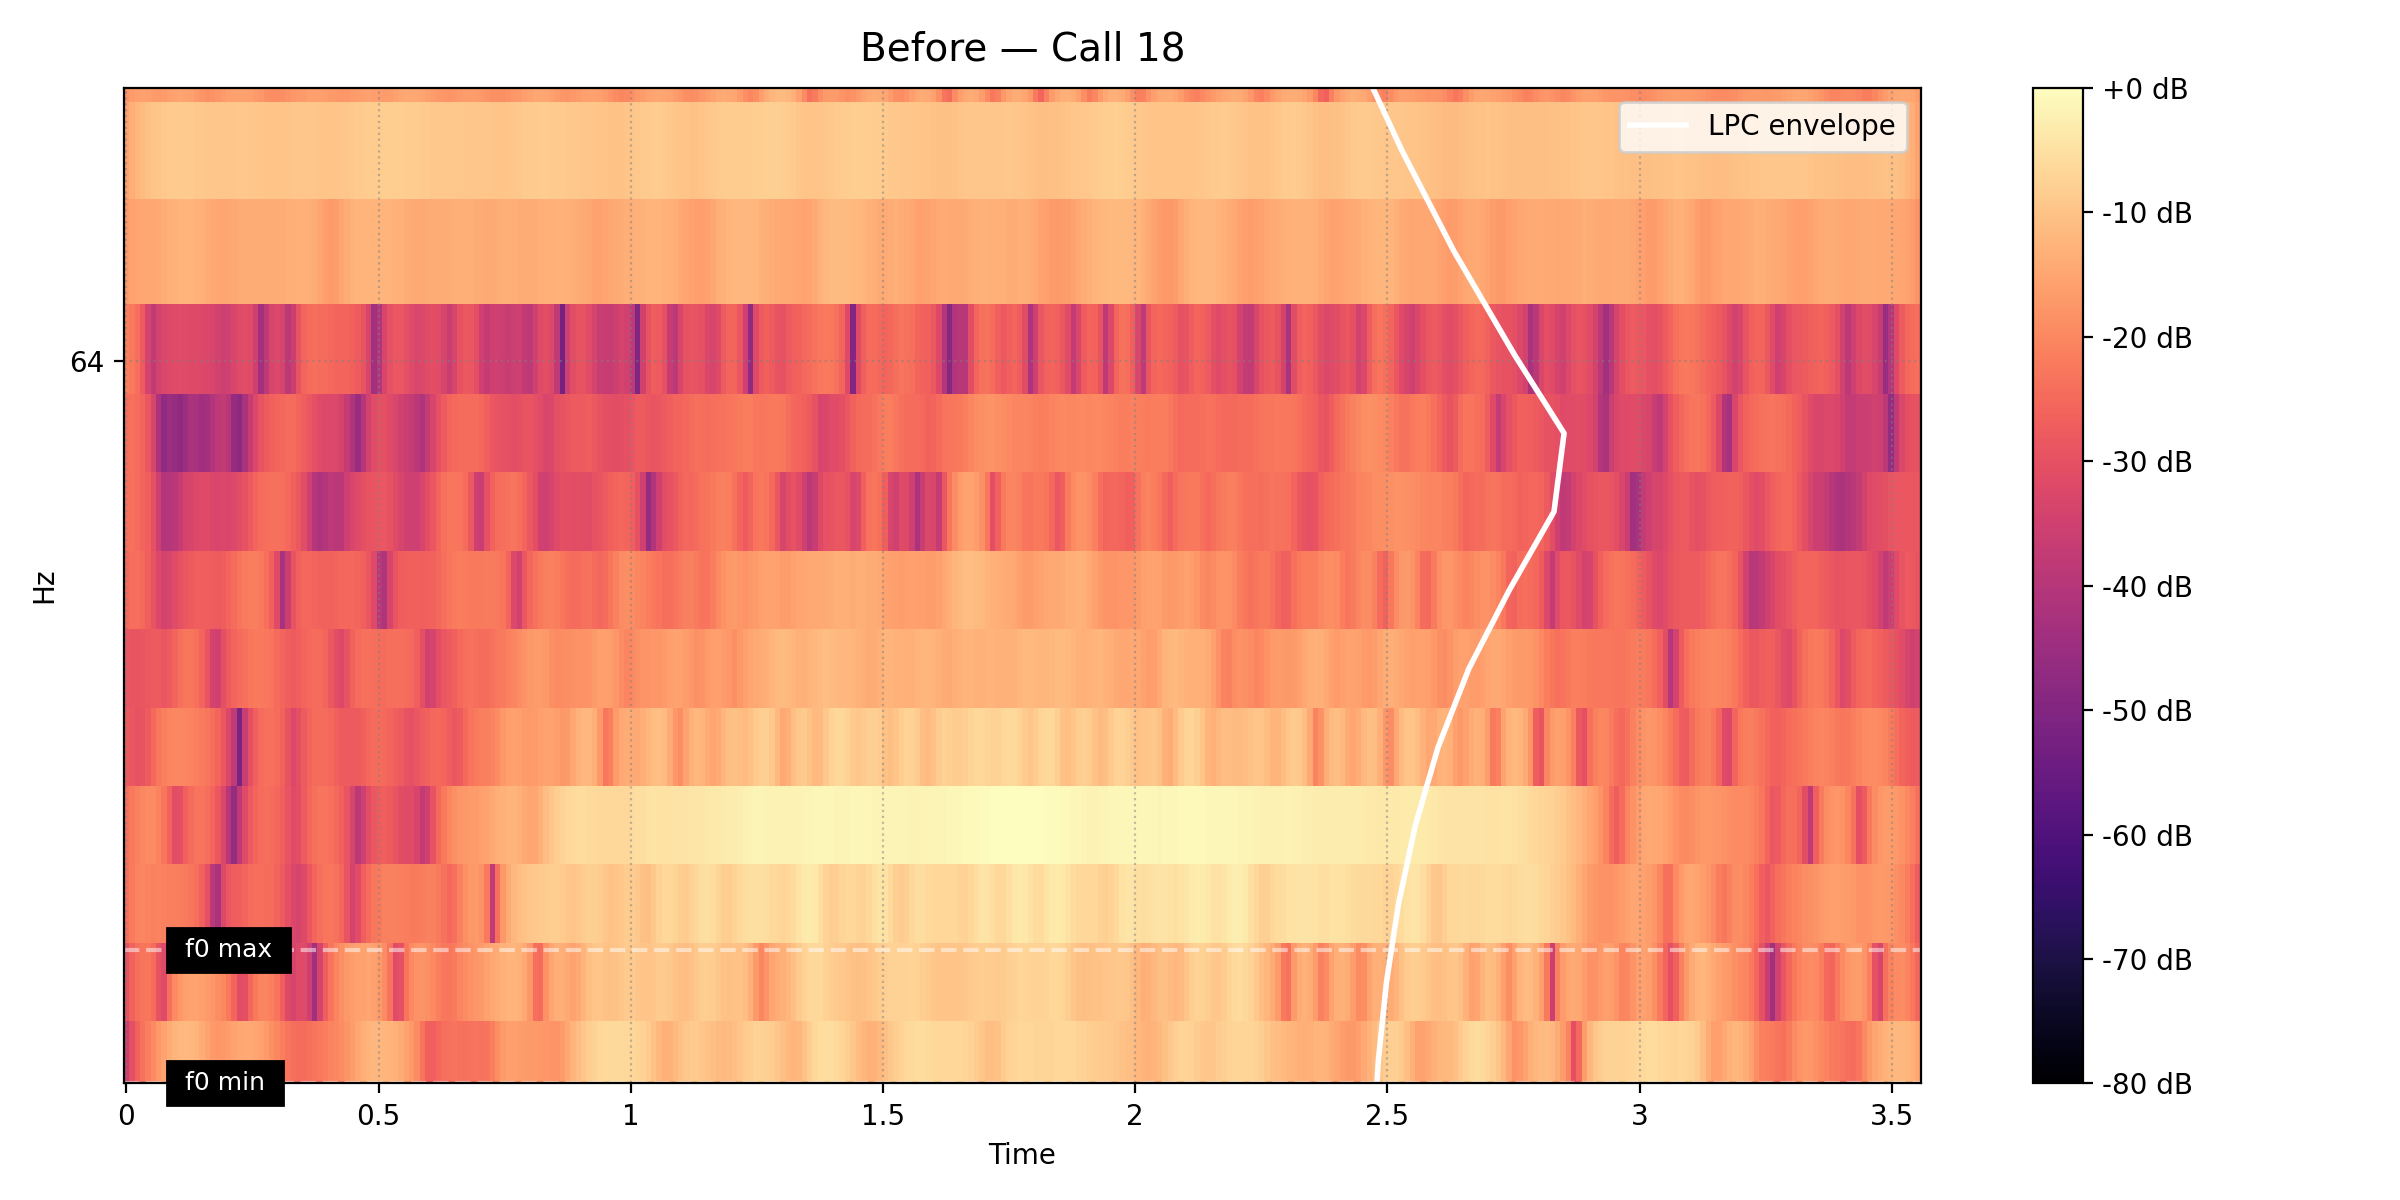 Before — Call 18
LPC envelope
+0 dB
-10 dB
-20 dB
-30 dB
-40 dB
-50 dB
-60 dB
-70 dB
-80 dB
64
Hz
f0 max
f0 min
0 0.5 1 1.5 2 2.5 3 3.5
Time